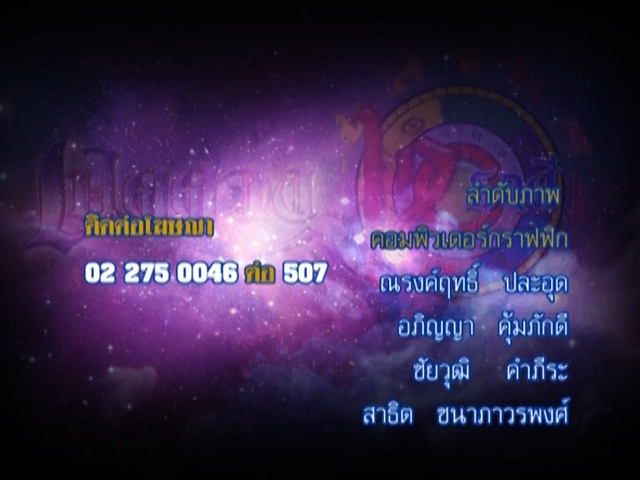 ติดต่อโฆษณา
02 275 0046 ต่อ 507
ลำดับภาพ
คอมพิวเตอร์กราฟฟิก
ณรงค์ฤทธิ์ ปละอุด
อภิญญา คุ้มภักดี
ชัยวุฒิ คำภีระ
สาธิต ชนาภาวรพงศ์